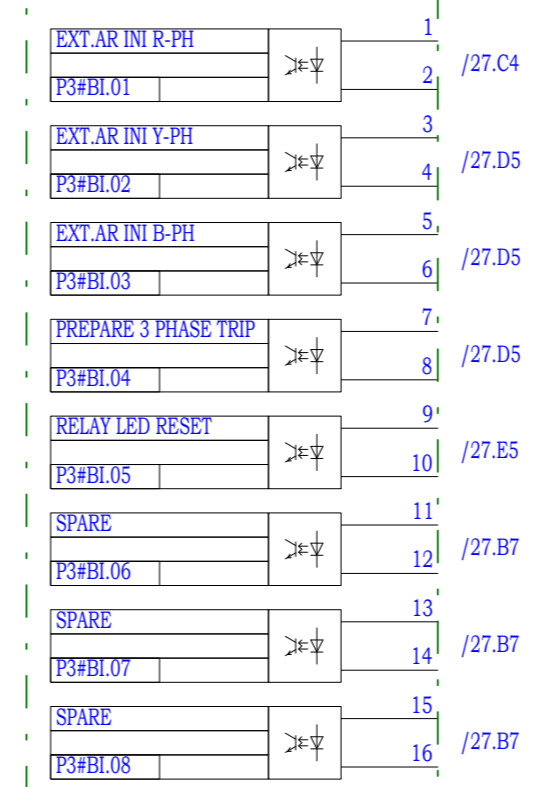 EXT.AR INI R-PH
1
/27.C4
P3#BI.01
2
EXT.AR INI Y-PH
3
/27.D5
P3#BI.02
4
EXT.AR INI B-PH
5
/27.D5
P3#BI.03
6
PREPARE 3 PHASE TRIP
7
/27.D5
P3#BI.04
8
RELAY LED RESET
9
/27.E5
P3#BI.05
10
SPARE
11
/27.B7
P3#BI.06
12
SPARE
13
/27.B7
P3#BI.07
14
SPARE
15
/27.B7
P3#BI.08
16